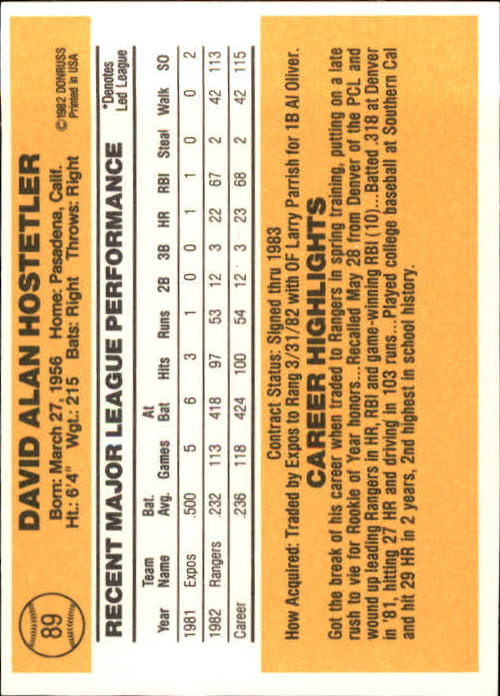 89
DAVID ALAN HOSTETLER
Born: March 27, 1956 Home: Pasadena, Calif.
Ht.: 6'4" Wgt.: 215 Bats: Right Throws: Right
©1982 DONRUSS
Printed in USA
RECENT MAJOR LEAGUE PERFORMANCE
*Denotes
Led League
Team Bat. At
Year Name Avg. Games Bat Hits Runs 2B 3B HR RBI Steal Walk SO
1981 Expos .500 5 6 3 1 0 0 1 1 0 0 2
1982 Rangers .232 113 418 97 53 12 3 22 67 2 42 113
Career .236 118 424 100 54 12 3 23 68 2 42 115
Contract Status: Signed thru 1983
How Acquired: Traded by Expos to Rang 3/31/82 with OF Larry Parrish for 1B Al Oliver.
CAREER HIGHLIGHTS
Got the break of his career when traded to Rangers in spring training, putting on a late
rush to vie for Rookie of Year honors...Recalled May 28 from Denver of the PCL and
wound up leading Rangers in HR, RBI and game-winning RBI (10)...Batted .318 at Denver
in '81, hitting 27 HR and driving in 103 runs...Played college baseball at Southern Cal
and hit 29 HR in 2 years, 2nd highest in school history.